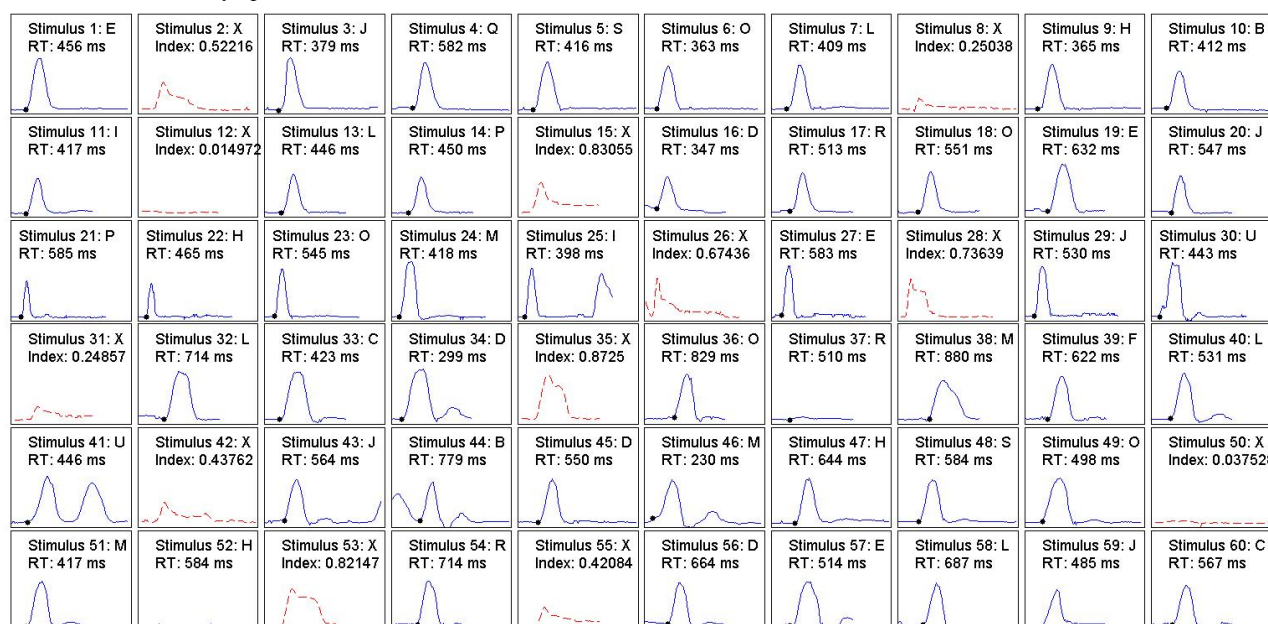 Stimulus 1: E
RT: 456 ms
Stimulus 2: X
Index: 0.52216
Stimulus 3: J
RT: 379 ms
Stimulus 4: Q
RT: 582 ms
Stimulus 5: S
RT: 416 ms
Stimulus 6: O
RT: 363 ms
Stimulus 7: L
RT: 409 ms
Stimulus 8: X
Index: 0.25038
Stimulus 9: H
RT: 365 ms
Stimulus 10: B
RT: 412 ms
Stimulus 11: I
RT: 417 ms
Stimulus 12: X
Index: 0.014972
Stimulus 13: L
RT: 446 ms
Stimulus 14: P
RT: 450 ms
Stimulus 15: X
Index: 0.83055
Stimulus 16: D
RT: 347 ms
Stimulus 17: R
RT: 513 ms
Stimulus 18: O
RT: 551 ms
Stimulus 19: E
RT: 632 ms
Stimulus 20: J
RT: 547 ms
Stimulus 21: P
RT: 585 ms
Stimulus 22: H
RT: 465 ms
Stimulus 23: O
RT: 545 ms
Stimulus 24: M
RT: 418 ms
Stimulus 25: I
RT: 398 ms
Stimulus 26: X
Index: 0.67436
Stimulus 27: E
RT: 583 ms
Stimulus 28: X
Index: 0.73639
Stimulus 29: J
RT: 530 ms
Stimulus 30: U
RT: 443 ms
Stimulus 31: X
Index: 0.24857
Stimulus 32: L
RT: 714 ms
Stimulus 33: C
RT: 423 ms
Stimulus 34: D
RT: 299 ms
Stimulus 35: X
Index: 0.8725
Stimulus 36: O
RT: 829 ms
Stimulus 37: R
RT: 510 ms
Stimulus 38: M
RT: 880 ms
Stimulus 39: F
RT: 622 ms
Stimulus 40: L
RT: 531 ms
Stimulus 41: U
RT: 446 ms
Stimulus 42: X
Index: 0.43762
Stimulus 43: J
RT: 564 ms
Stimulus 44: B
RT: 779 ms
Stimulus 45: D
RT: 550 ms
Stimulus 46: M
RT: 230 ms
Stimulus 47: H
RT: 644 ms
Stimulus 48: S
RT: 584 ms
Stimulus 49: O
RT: 498 ms
Stimulus 50: X
Index: 0.037528
Stimulus 51: M
RT: 417 ms
Stimulus 52: H
RT: 584 ms
Stimulus 53: X
Index: 0.82147
Stimulus 54: R
RT: 714 ms
Stimulus 55: X
Index: 0.42084
Stimulus 56: D
RT: 664 ms
Stimulus 57: E
RT: 514 ms
Stimulus 58: L
RT: 687 ms
Stimulus 59: J
RT: 485 ms
Stimulus 60: C
RT: 567 ms